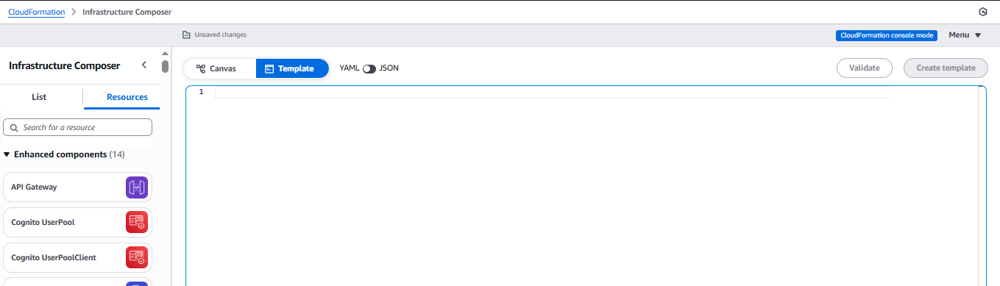 CloudFormation > Infrastructure Composer
Unsaved changes
CloudFormation console mode
Menu
Infrastructure Composer
Canvas
Template
YAML
JSON
Validate
Create template
List
Resources
Search for a resource
Enhanced components (14)
API Gateway
Cognito UserPool
Cognito UserPoolClient
1